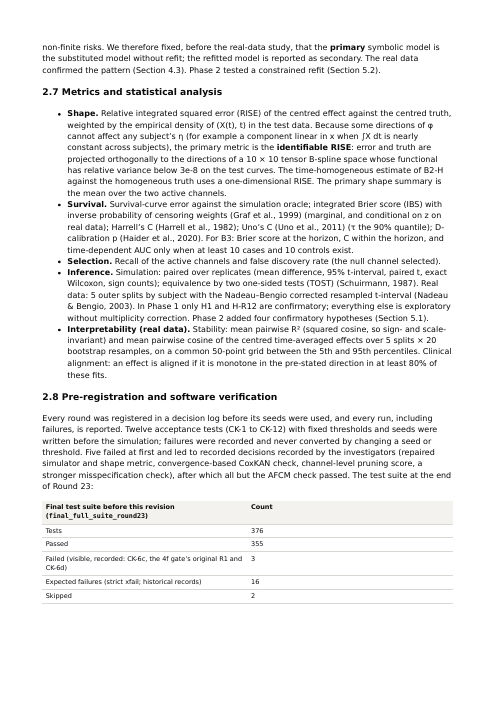 non-finite risks. We therefore fixed, before the real-data study, that the primary symbolic model is
the substituted model without refit; the refitted model is reported as secondary. The real data
confirmed the pattern (Section 4.3). Phase 2 tested a constrained refit (Section 5.2).
2.7 Metrics and statistical analysis
• Shape. Relative integrated squared error (RISE) of the centred effect against the centred truth,
weighted by the empirical density of (X(t), t) in the test data. Because some directions of φ
cannot affect any subject's η (for example a component linear in x when ∫X dt is nearly
constant across subjects), the primary metric is the identifiable RISE: error and truth are
projected orthogonally to the directions of a 10 × 10 tensor B-spline space whose functional
has relative variance below 3e-8 on the test curves. The time-homogeneous estimate of B2-H
against the homogeneous truth uses a one-dimensional RISE. The primary shape summary is
the mean over the two active channels.
• Survival. Survival-curve error against the simulation oracle; integrated Brier score (IBS) with
inverse probability of censoring weights (Graf et al., 1999) (marginal, and conditional on z on
real data); Harrell's C (Harrell et al., 1982); Uno's C (Uno et al., 2011) (τ the 90% quantile); D-
calibration p (Haider et al., 2020). For B3: Brier score at the horizon, C within the horizon, and
time-dependent AUC only when at least 10 cases and 10 controls exist.
• Selection. Recall of the active channels and false discovery rate (the null channel selected).
• Inference. Simulation: paired over replicates (mean difference, 95% t-interval, paired t, exact
Wilcoxon, sign counts); equivalence by two one-sided tests (TOST) (Schuirmann, 1987). Real
data: 5 outer splits by subject with the Nadeau–Bengio corrected resampled t-interval (Nadeau
& Bengio, 2003). In Phase 1 only H1 and H-R12 are confirmatory; everything else is exploratory
without multiplicity correction. Phase 2 added four confirmatory hypotheses (Section 5.1).
• Interpretability (real data). Stability: mean pairwise R² (squared cosine, so sign- and scale-
invariant) and mean pairwise cosine of the centred time-averaged effects over 5 splits × 20
bootstrap resamples, on a common 50-point grid between the 5th and 95th percentiles. Clinical
alignment: an effect is aligned if it is monotone in the pre-stated direction in at least 80% of
these fits.
2.8 Pre-registration and software verification
Every round was registered in a decision log before its seeds were used, and every run, including
failures, is reported. Twelve acceptance tests (CK-1 to CK-12) with fixed thresholds and seeds were
written before the simulation; failures were recorded and never converted by changing a seed or
threshold. Five failed at first and led to recorded decisions recorded by the investigators (repaired
simulator and shape metric, convergence-based CoxKAN check, channel-level pruning score, a
stronger misspecification check), after which all but the AFCM check passed. The test suite at the end
of Round 23:
Final test suite before this revision Count
(final_full_suite_round23)
Tests 376
Passed 355
Failed (visible, recorded: CK-6c, the 4f gate's original R1 and 3
CK-6d)
Expected failures (strict xfail; historical records) 16
Skipped 2